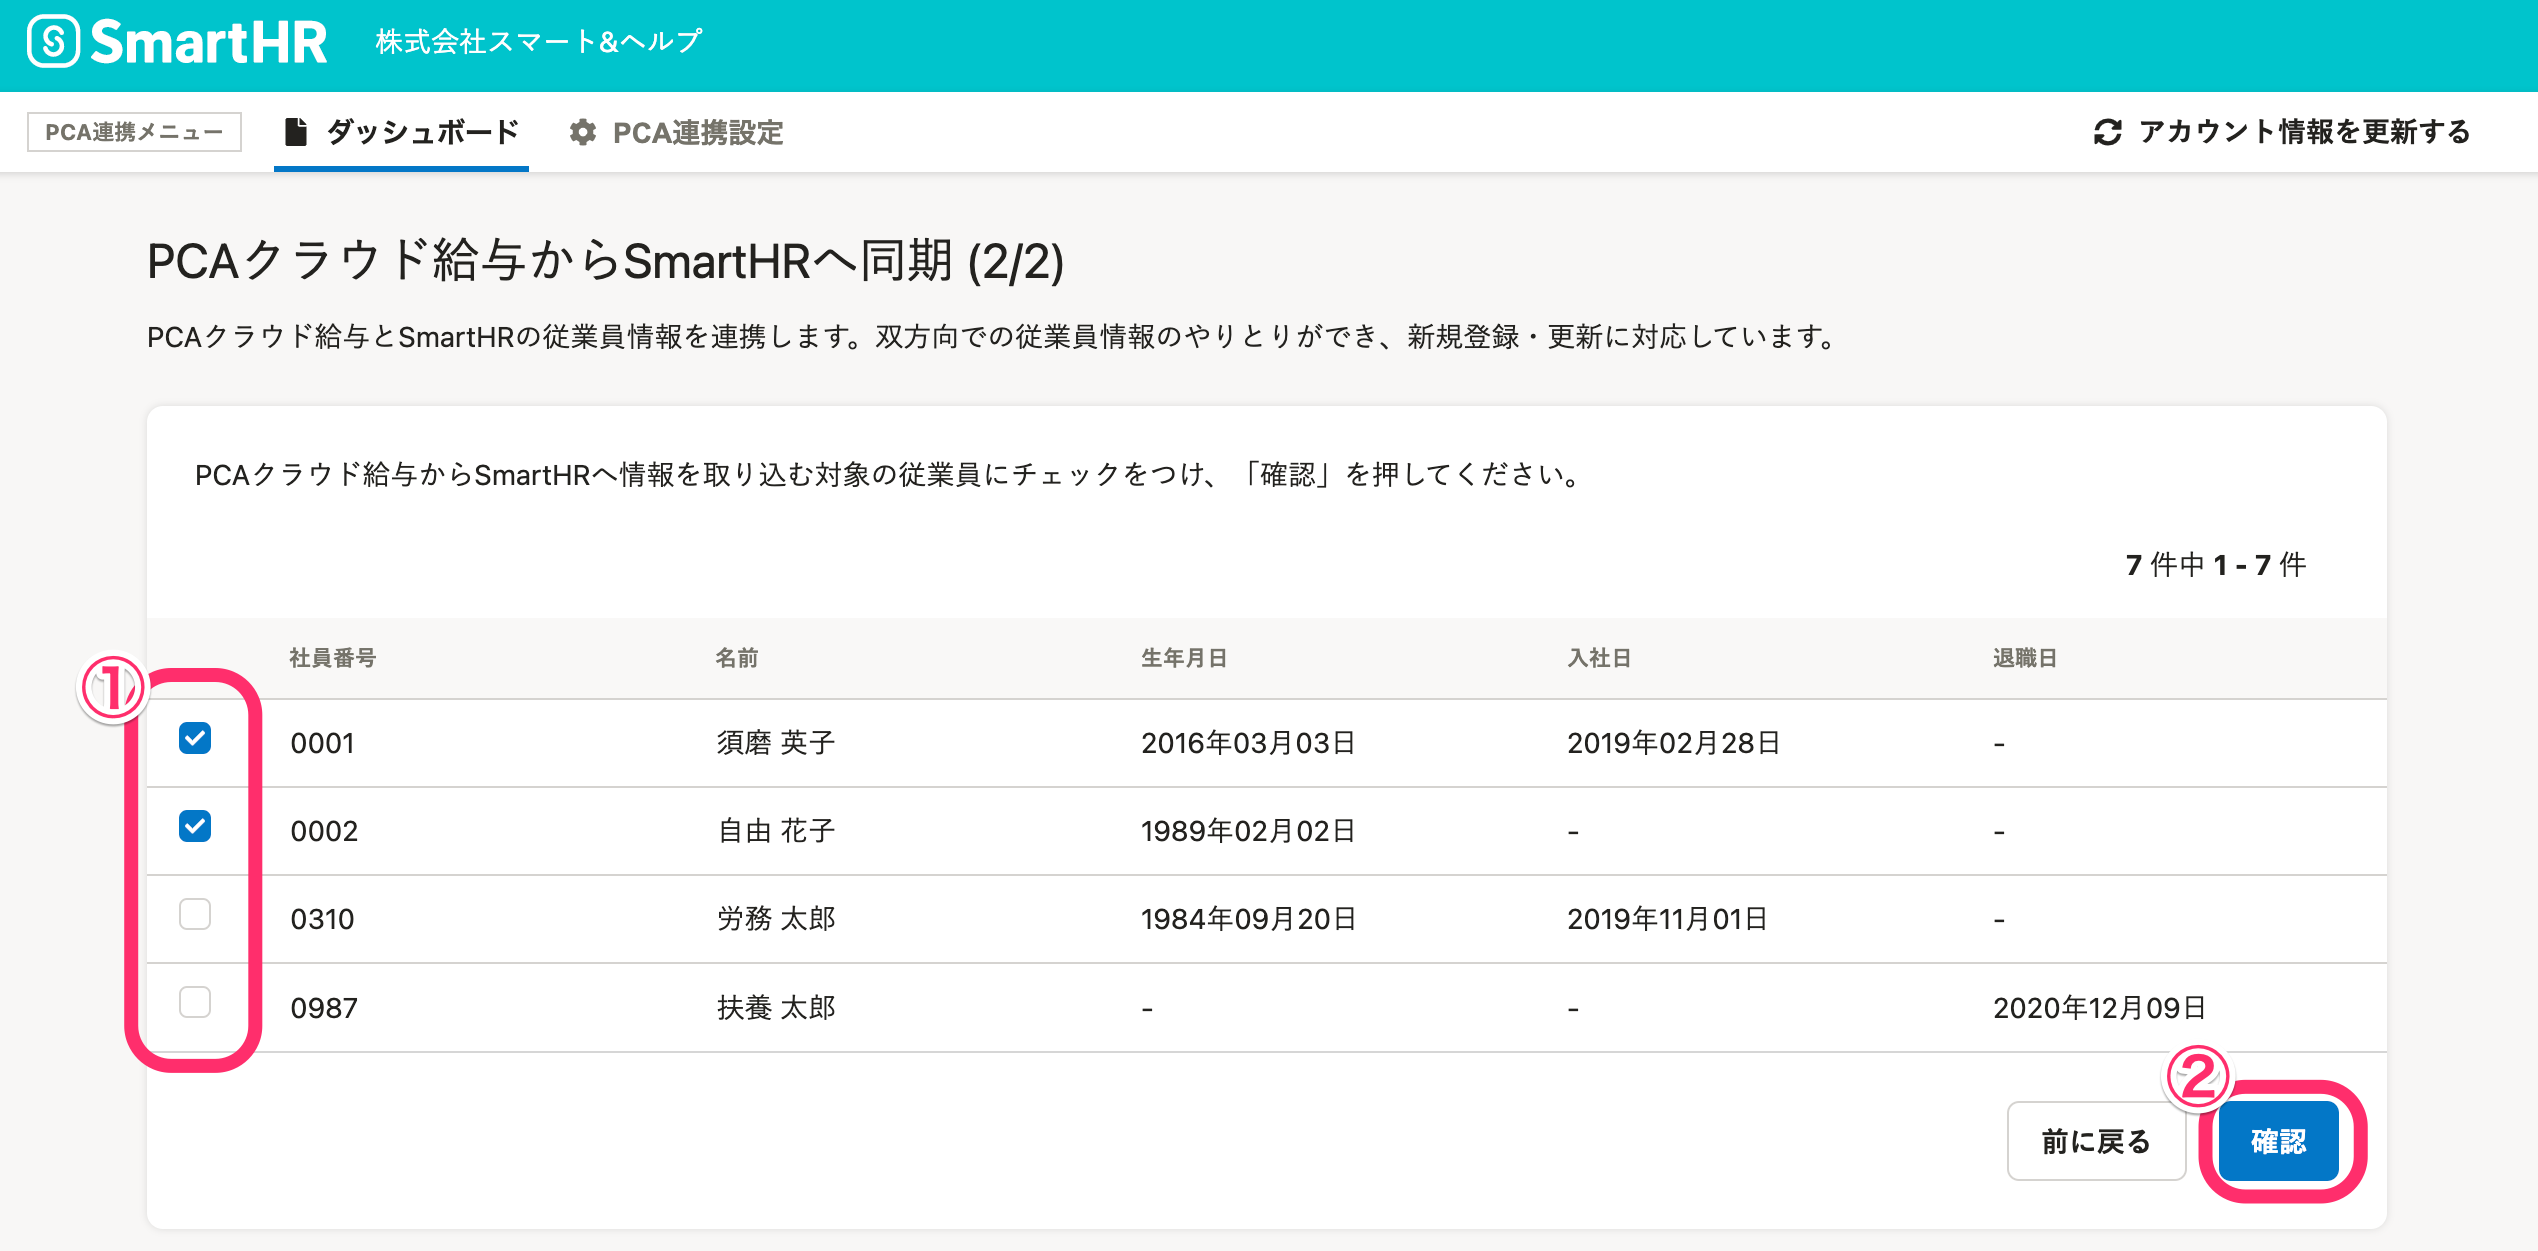 SmartHR 株式会社スマート&ヘルプ
PCA連携メニュー ダッシュボード PCA連携設定 アカウント情報を更新する
PCAクラウド給与からSmartHRへ同期 (2/2)
PCAクラウド給与とSmartHRの従業員情報を連携します。双方向での従業員情報のやりとりができ、新規登録・更新に対応しています。
PCAクラウド給与からSmartHRへ情報を取り込む対象の従業員にチェックをつけ、「確認」を押してください。
7 件中 1 - 7 件
社員番号 名前 生年月日 入社日 退職日
①
0001 須磨 英子 2016年03月03日 2019年02月28日 -
0002 自由 花子 1989年02月02日 - -
0310 労務 太郎 1984年09月20日 2019年11月01日 -
0987 扶養 太郎 - - 2020年12月09日
②
前に戻る 確認